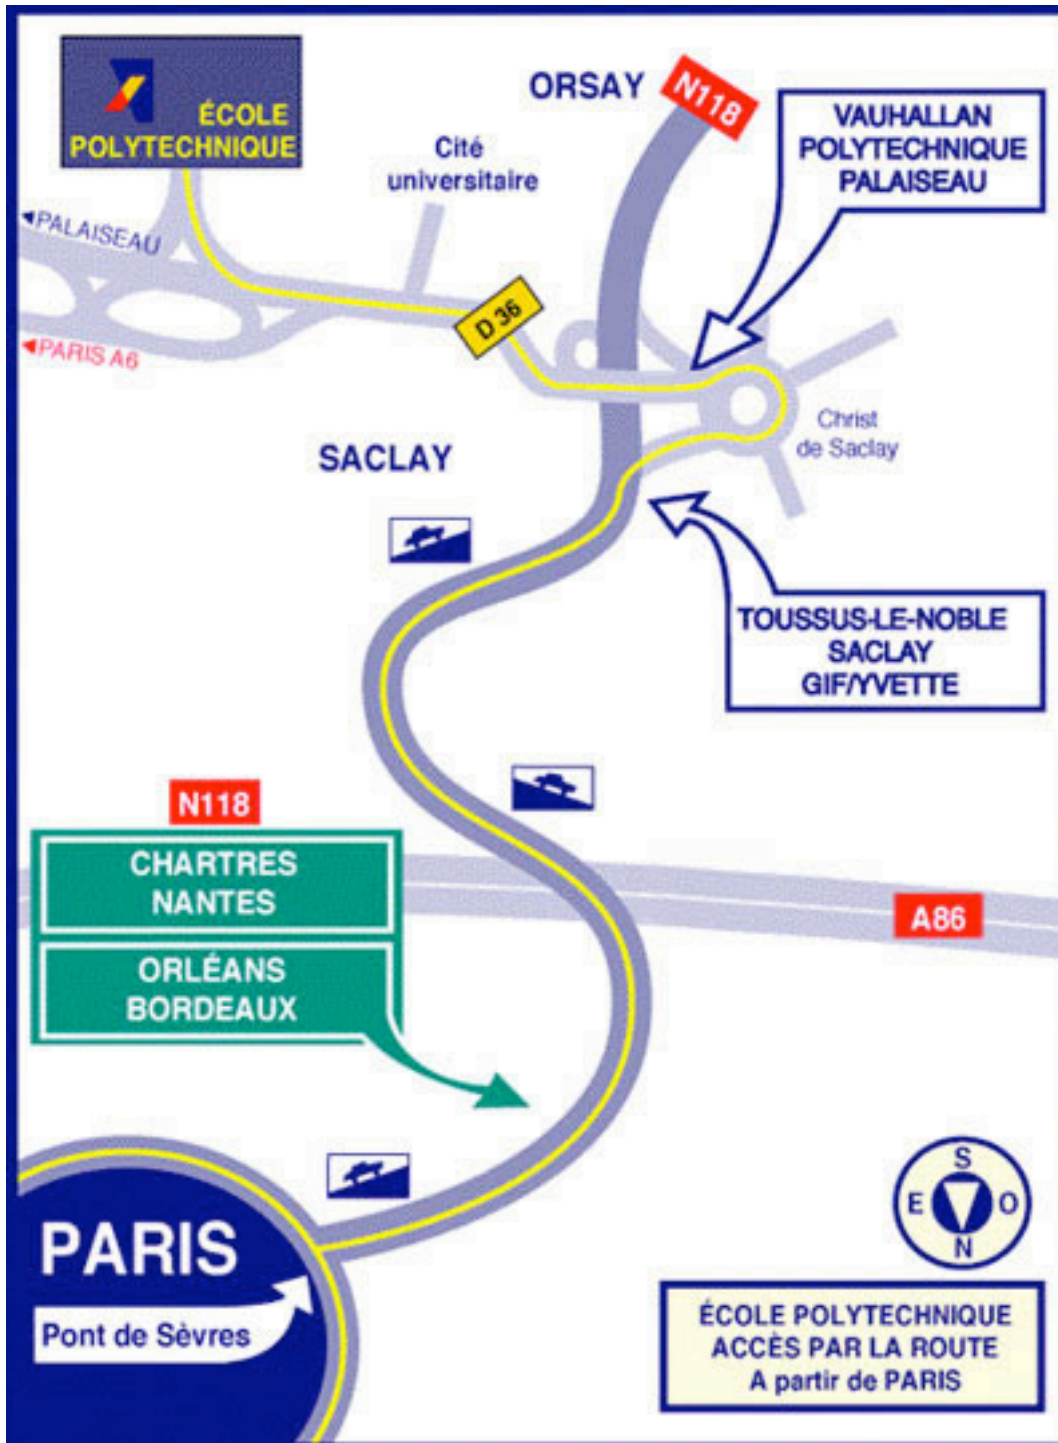 ÉCOLE
POLYTECHNIQUE
ORSAY
N118
VAUHALLAN
POLYTECHNIQUE
PALAISEAU
Cité
universitaire
PALAISEAU
D 36
PARIS A6
Christ
de Saclay
SACLAY
TOUSSUS-LE-NOBLE
SACLAY
GIF/YVETTE
N118
CHARTRES
NANTES
A86
ORLÉANS
BORDEAUX
S
E O
N
PARIS
Pont de Sèvres
ÉCOLE POLYTECHNIQUE
ACCÈS PAR LA ROUTE
A partir de PARIS